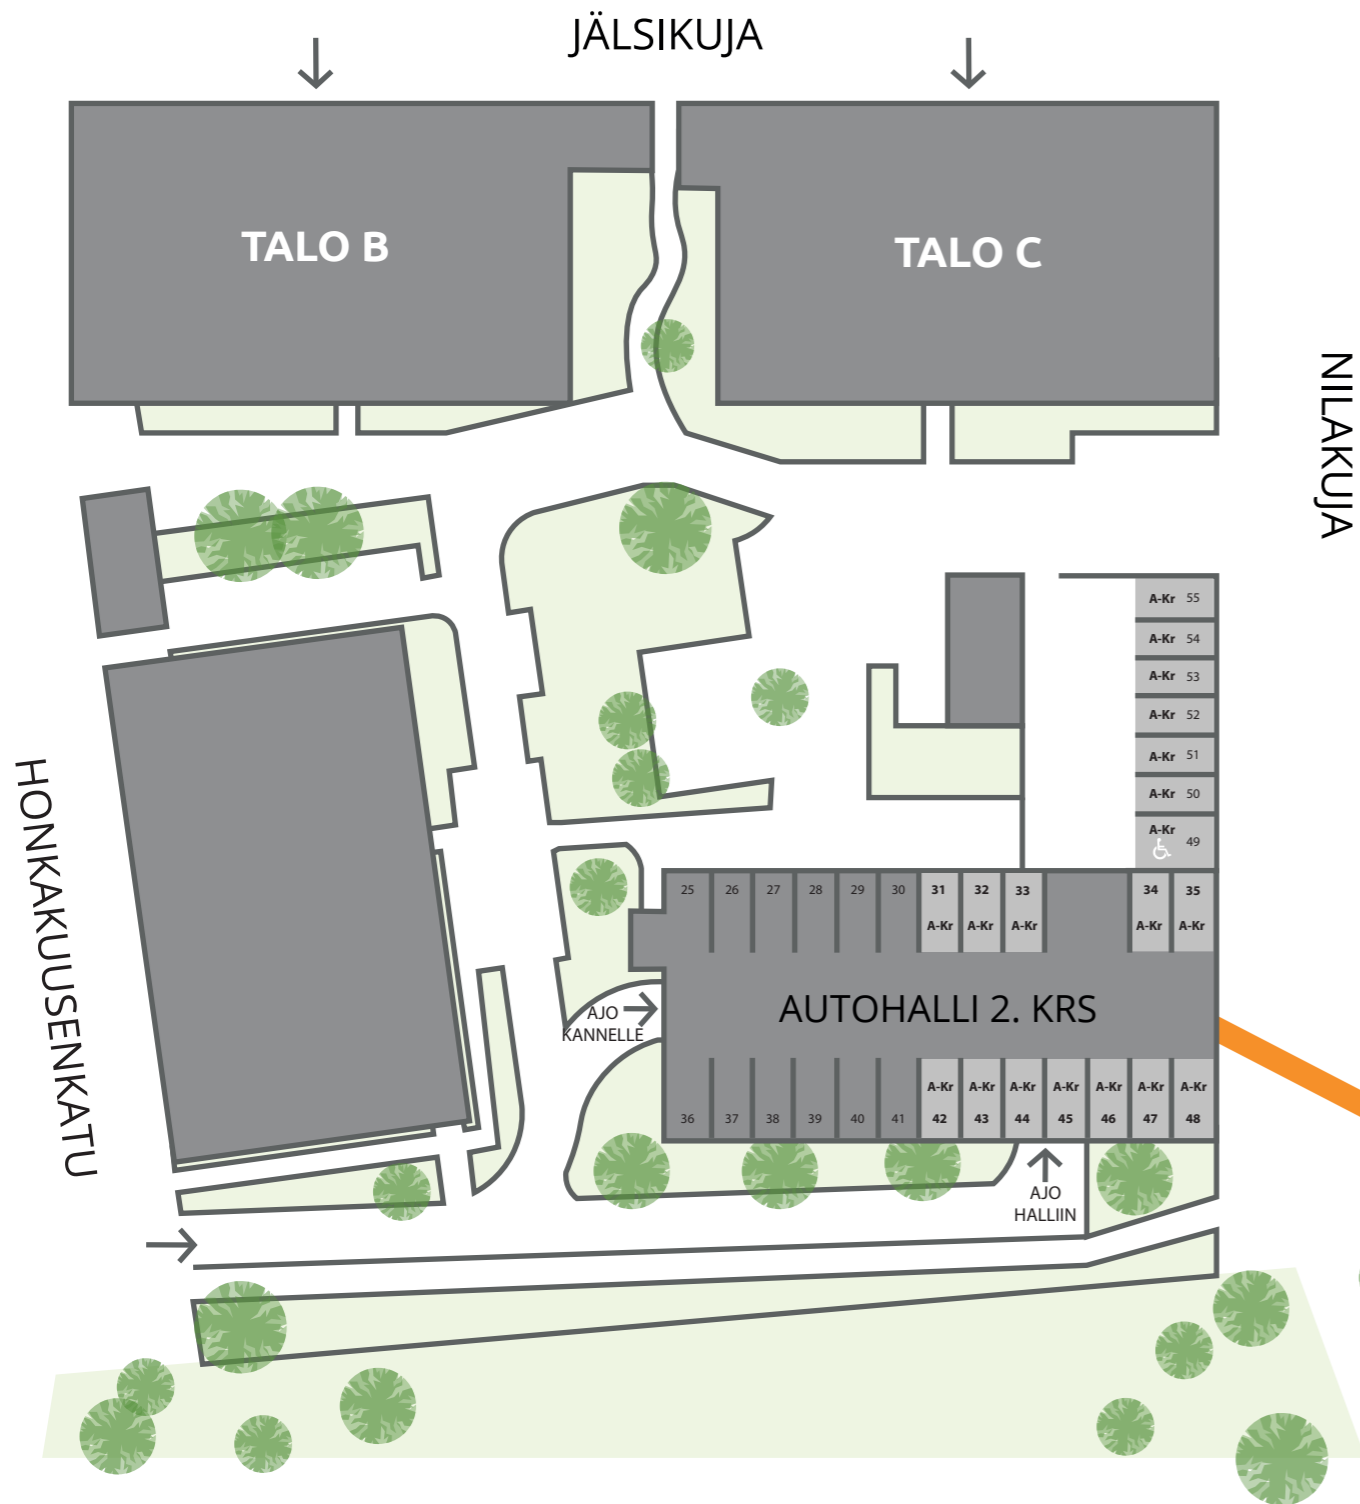 JÄLSIKUJA
TALO B
TALO C
NILAKUJA
HONKAKUUSENKATU
A-Kr 55
A-Kr 54
A-Kr 53
A-Kr 52
A-Kr 51
A-Kr 50
A-Kr 49
25 26 27 28 29 30 31 32 33 34 35
A-Kr A-Kr A-Kr A-Kr A-Kr
AJO
KANNELLE
AUTOHALLI 2. KRS
A-Kr A-Kr A-Kr A-Kr A-Kr A-Kr A-Kr
36 37 38 39 40 41 42 43 44 45 46 47 48
AJO
HALLIIN